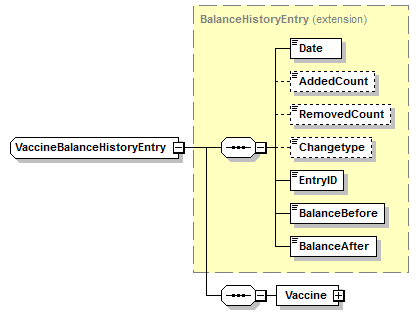 BalanceHistoryEntry (extension)
Date
AddedCount
RemovedCount
VaccineBalanceHistoryEntry
Changetype
EntryID
BalanceBefore
BalanceAfter
Vaccine